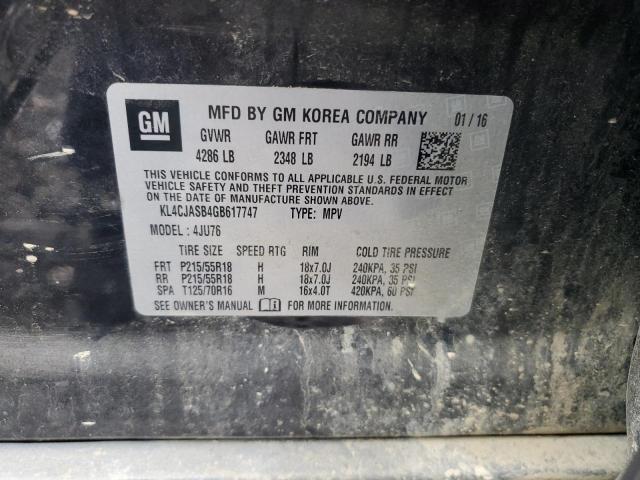 GM MFD BY GM KOREA COMPANY 01 / 16
GVWR GAWR FRT GAWR RR
4286 LB 2348 LB 2194 LB
THIS VEHICLE CONFORMS TO ALL APPLICABLE U.S. FEDERAL MOTOR
VEHICLE SAFETY AND THEFT PREVENTION STANDARDS IN EFFECT
ON THE DATE OF MANUFACTURE SHOWN ABOVE.
KL4CJASB4GB617747 TYPE: MPV
MODEL : 4JU76
TIRE SIZE SPEED RTG RIM COLD TIRE PRESSURE
FRT P215/55R18 H 18x7.0J 240KPA, 35 PSI
RR P215/55R18 H 18x7.0J 240KPA, 35 PSI
SPA T125/70R16 M 16x4.0T 420KPA, 60 PSI
SEE OWNER'S MANUAL FOR MORE INFORMATION.